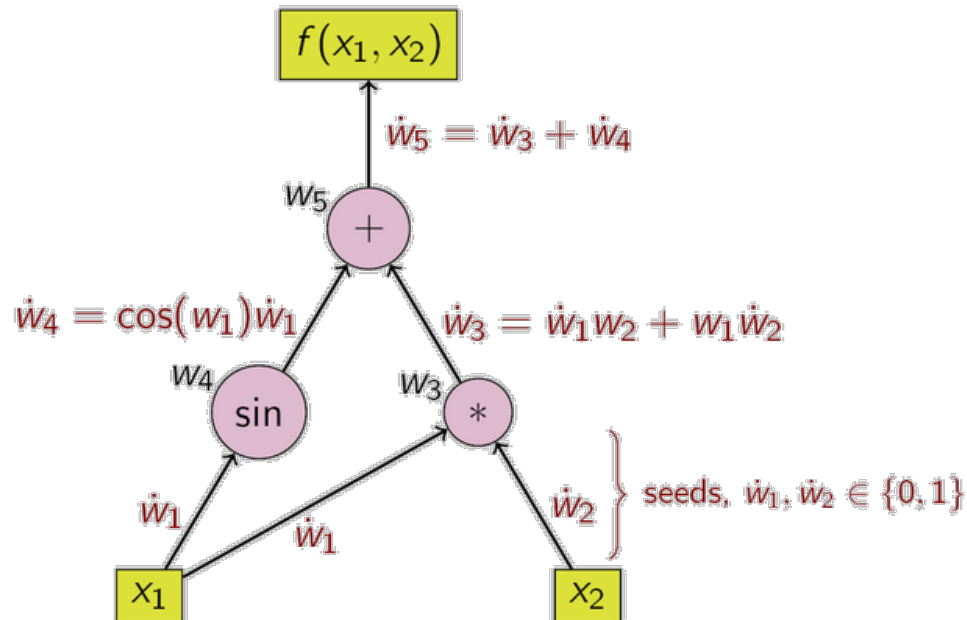 f(x₁, x₂)
ẇ₅ = ẇ₃ + ẇ₄
w₅
+
ẇ₄ = cos(w₁)ẇ₁
ẇ₃ = ẇ₁w₂ + w₁ẇ₂
w₄
sin
w₃
*
ẇ₁
ẇ₁
ẇ₂
} seeds, ẇ₁, ẇ₂ ∈ {0, 1}
x₁
x₂